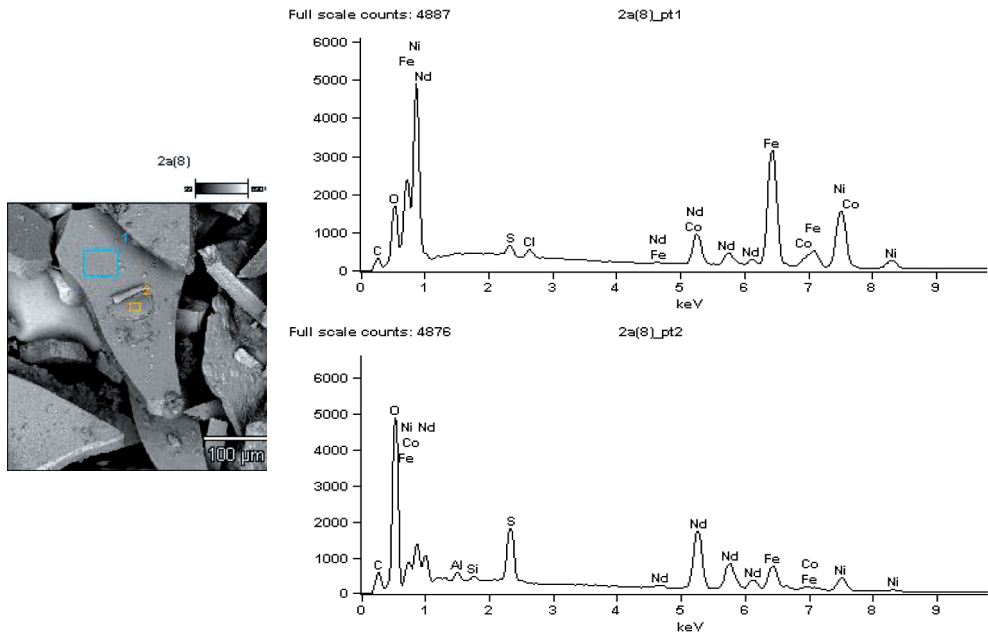 2a(8)
1
2
100 µm
Full scale counts: 4887 2a(8)_pt1
6000
5000
4000
3000
2000
1000
0
C
O
Fe
Ni
Nd
S
Cl
Nd
Fe
Nd
Co
Nd
Nd
Fe
Co
Fe
Ni
Co
Ni
0 1 2 3 4 5 6 7 8 9
keV
Full scale counts: 4876 2a(8)_pt2
6000
5000
4000
3000
2000
1000
0
C
O
Ni Nd
Co
Fe
Al
Si
S
Nd
Nd
Nd
Nd
Fe
Co
Fe
Ni
Ni
0 1 2 3 4 5 6 7 8 9
keV